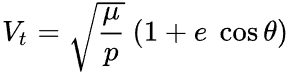 $V_t = \sqrt{\frac{\mu}{p}} \; (1 + e \; \cos\theta)$